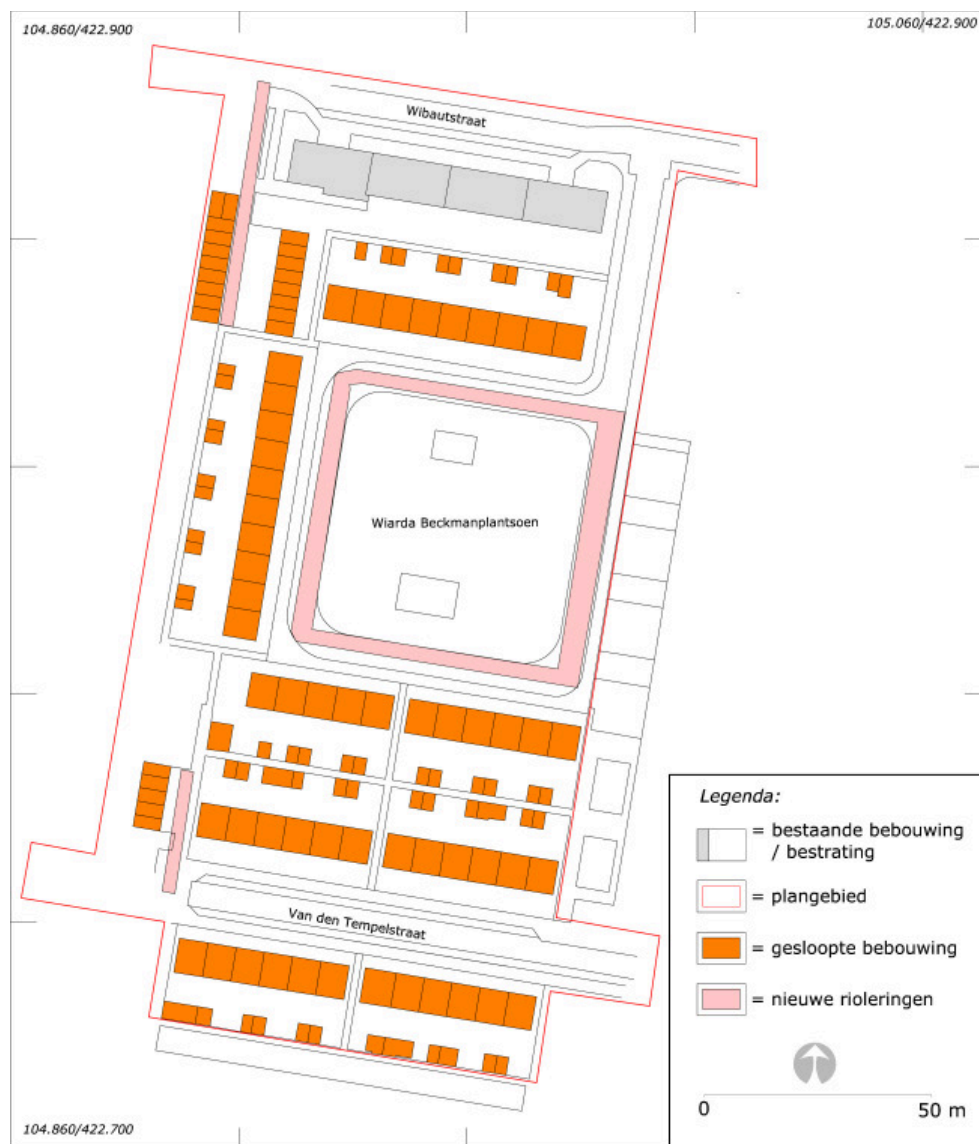 104.860/422.900
105.060/422.900
Wibautstraat
Wiarda Beckmanplantsoen
Van den Tempelstraat
Legenda:
= bestaande bebouwing
/ bestrating
= plangebied
= gesloopte bebouwing
= nieuwe rioleringen
0
50 m
104.860/422.700